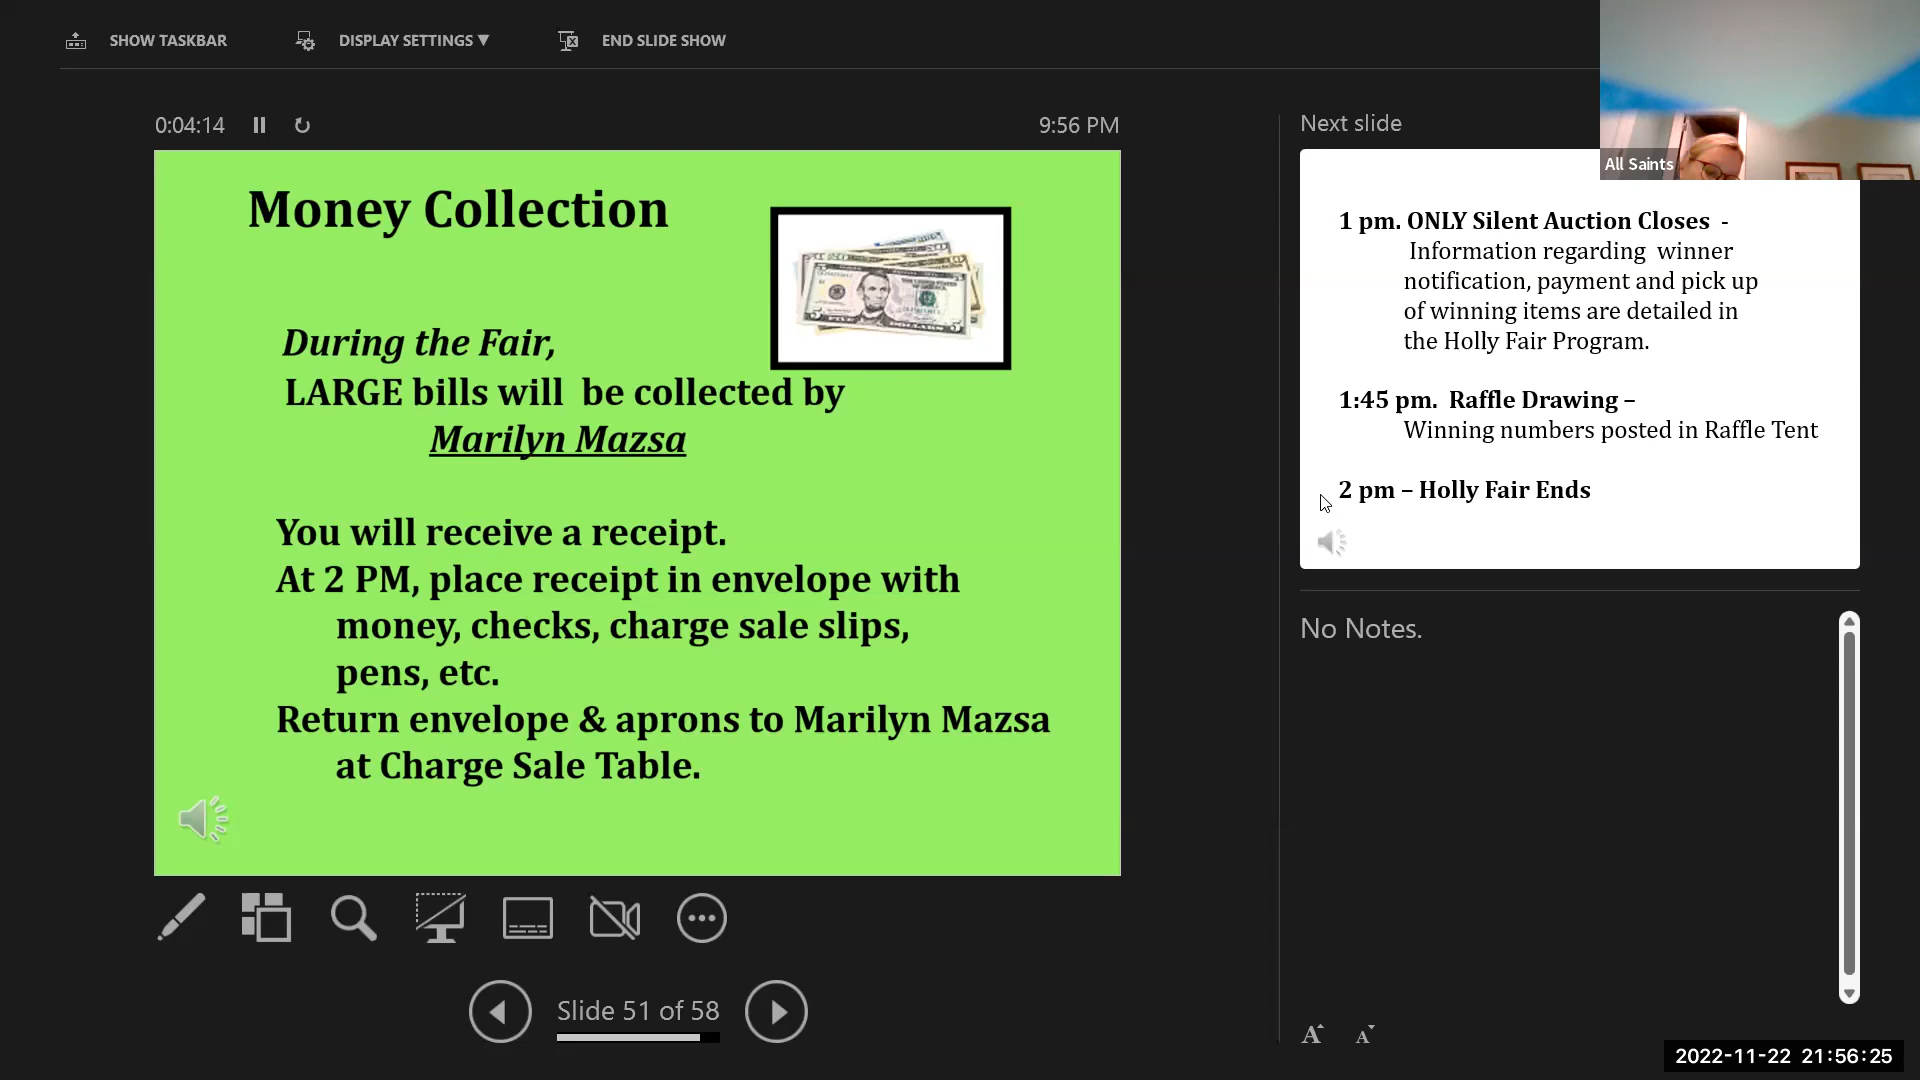 SHOW TASKBAR
DISPLAY SETTINGS ▼
END SLIDE SHOW
0:04:14
9:56 PM
Money Collection
During the Fair,
LARGE bills will be collected by
Marilyn Mazsa
You will receive a receipt.
At 2 PM, place receipt in envelope with
money, checks, charge sale slips,
pens, etc.
Return envelope & aprons to Marilyn Mazsa
at Charge Sale Table.
Slide 51 of 58
Next slide
All Saints
1 pm. ONLY Silent Auction Closes -
Information regarding winner
notification, payment and pick up
of winning items are detailed in
the Holly Fair Program.
1:45 pm. Raffle Drawing –
Winning numbers posted in Raffle Tent
2 pm – Holly Fair Ends
No Notes.
A A
2022-11-22 21:56:25